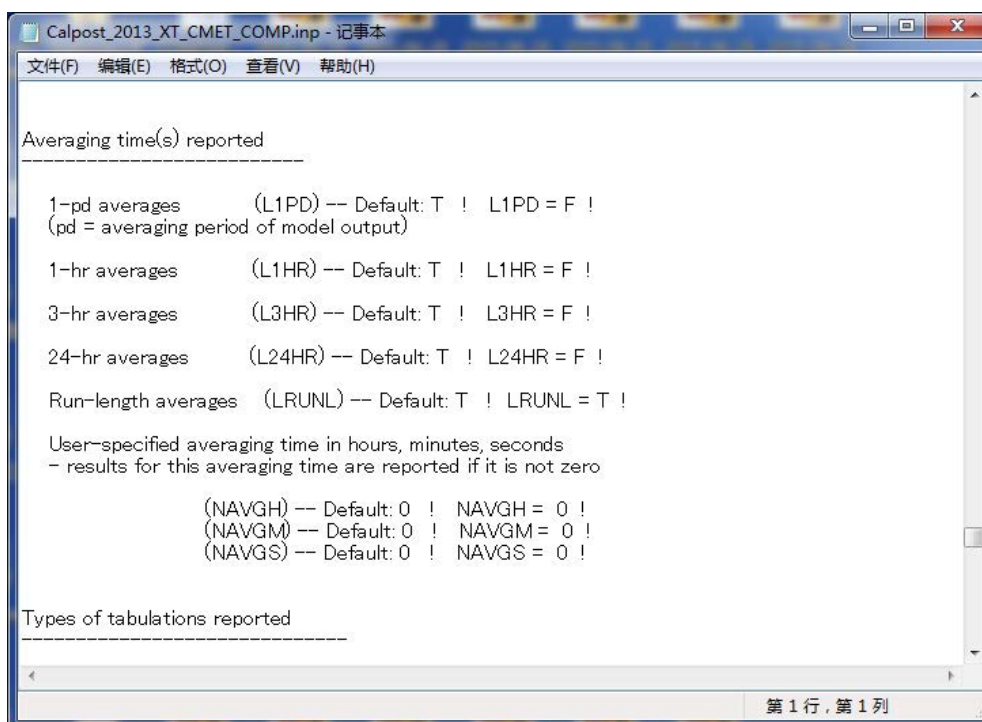 Calpost_2013_XT_CMET_COMP.inp - 记事本
文件(F) 编辑(E) 格式(O) 查看(V) 帮助(H)
Averaging time(s) reported
--------------------------
1-pd averages (L1PD) -- Default: T ! L1PD = F !
(pd = averaging period of model output)
1-hr averages (L1HR) -- Default: T ! L1HR = F !
3-hr averages (L3HR) -- Default: T ! L3HR = F !
24-hr averages (L24HR) -- Default: T ! L24HR = F !
Run-length averages (LRUNL) -- Default: T ! LRUNL = T !
User-specified averaging time in hours, minutes, seconds
- results for this averaging time are reported if it is not zero
(NAVGH) -- Default: 0 ! NAVGH = 0 !
(NAVGM) -- Default: 0 ! NAVGM = 0 !
(NAVGS) -- Default: 0 ! NAVGS = 0 !
Types of tabulations reported
------------------------------
第 1 行 , 第 1 列